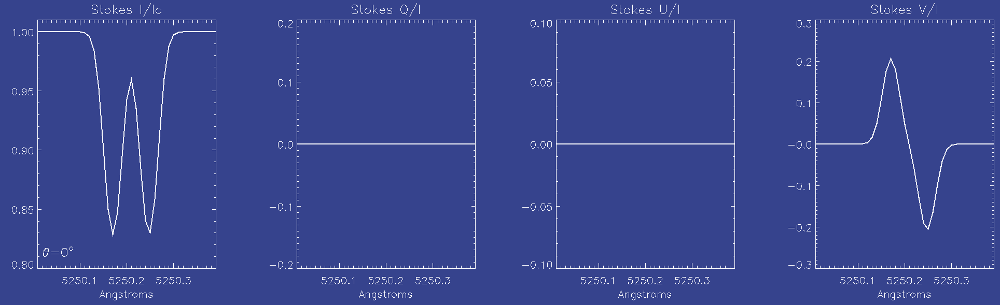 Stokes I/Ic
1.00
0.95
0.90
0.85
0.80
θ=0°
5250.1 5250.2 5250.3
Angstroms
Stokes Q/I
0.2
0.1
0.0
−0.1
−0.2
5250.1 5250.2 5250.3
Angstroms
Stokes U/I
0.10
0.05
0.00
−0.05
−0.10
5250.1 5250.2 5250.3
Angstroms
Stokes V/I
0.3
0.2
0.1
−0.0
−0.1
−0.2
−0.3
5250.1 5250.2 5250.3
Angstroms